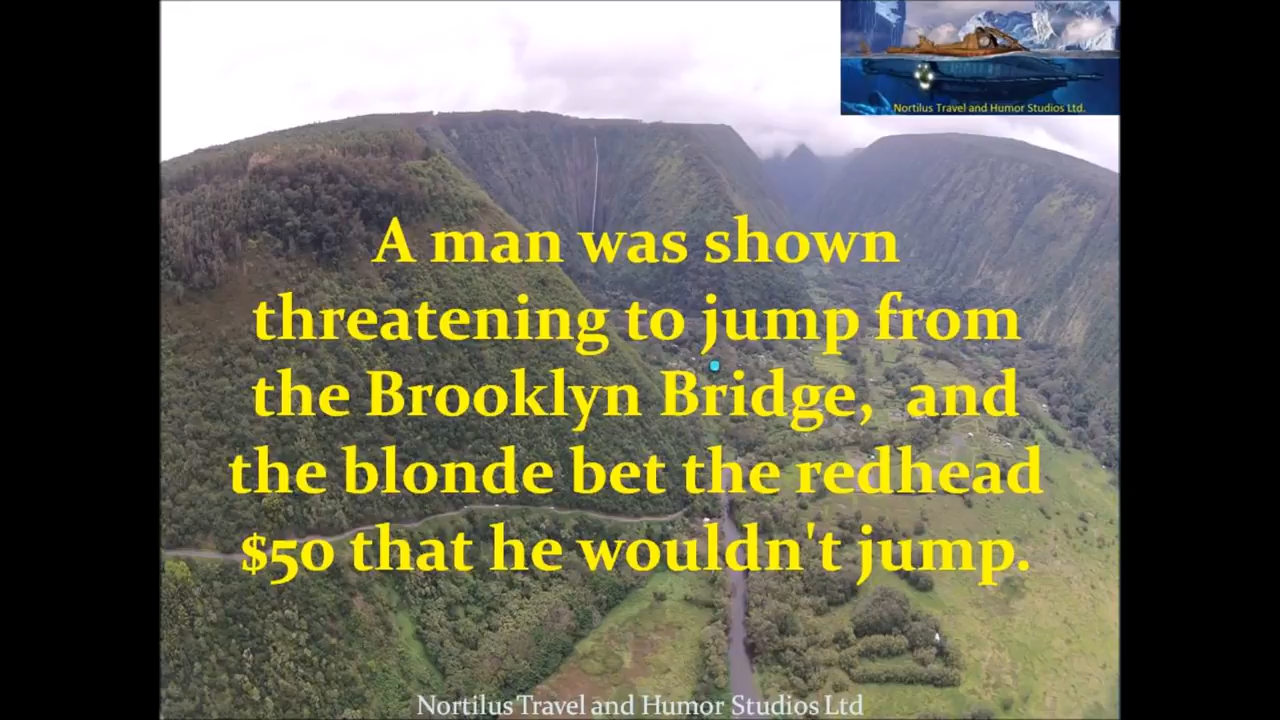 Nortilus Travel and Humor Studios Ltd.
A man was shown
threatening to jump from
the Brooklyn Bridge,  and
the blonde bet the redhead
$50 that he wouldn't jump.
Nortilus Travel and Humor Studios Ltd